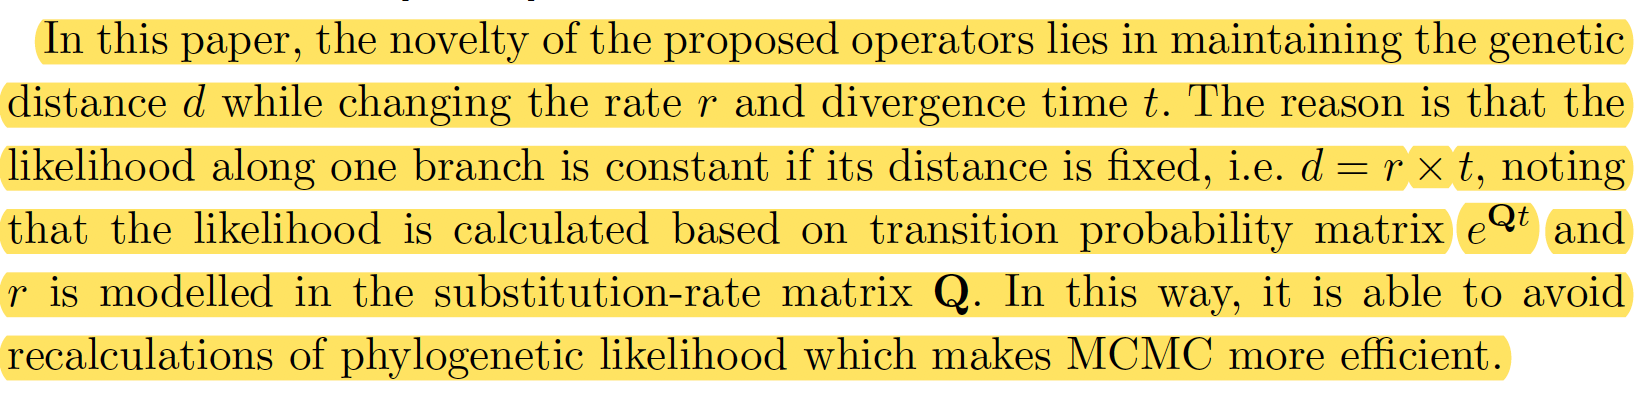 In this paper, the novelty of the proposed operators lies in maintaining the genetic
distance d while changing the rate r and divergence time t. The reason is that the
likelihood along one branch is constant if its distance is fixed, i.e. d = r × t, noting
that the likelihood is calculated based on transition probability matrix e^{Qt} and
r is modelled in the substitution-rate matrix Q. In this way, it is able to avoid
recalculations of phylogenetic likelihood which makes MCMC more efficient.